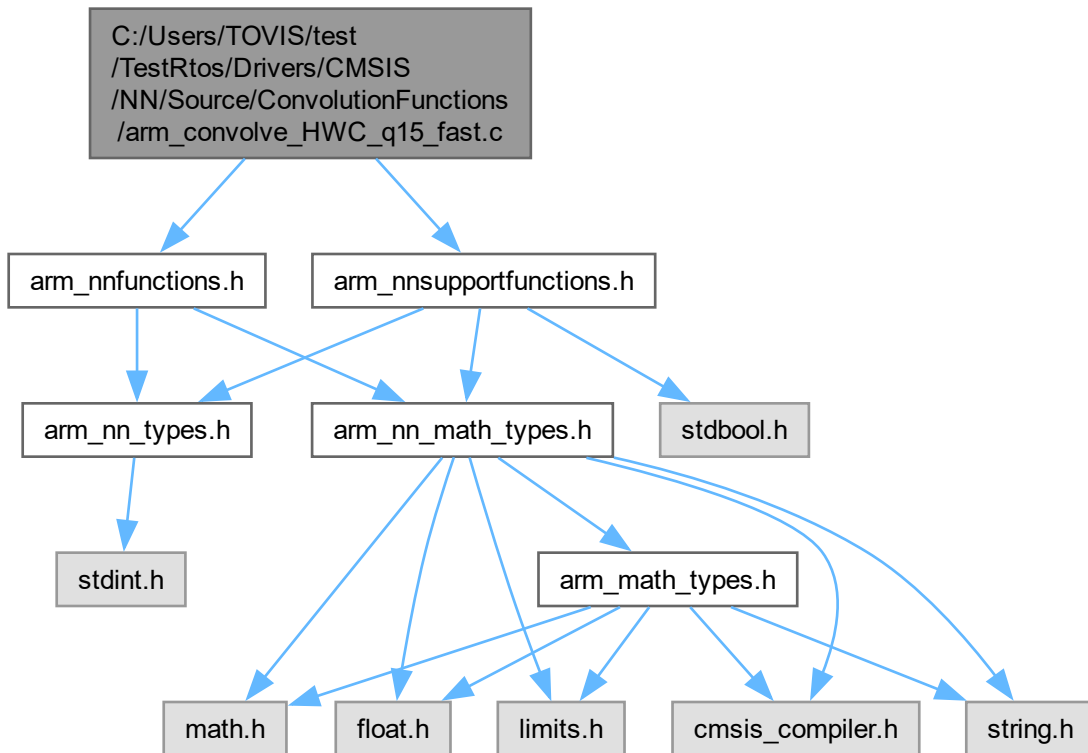 C:/Users/TOVIS/test
/TestRtos/Drivers/CMSIS
/NN/Source/ConvolutionFunctions
/arm_convolve_HWC_q15_fast.c
arm_nnfunctions.h
arm_nnsupportfunctions.h
arm_nn_types.h
arm_nn_math_types.h
stdbool.h
stdint.h
arm_math_types.h
math.h
float.h
limits.h
cmsis_compiler.h
string.h